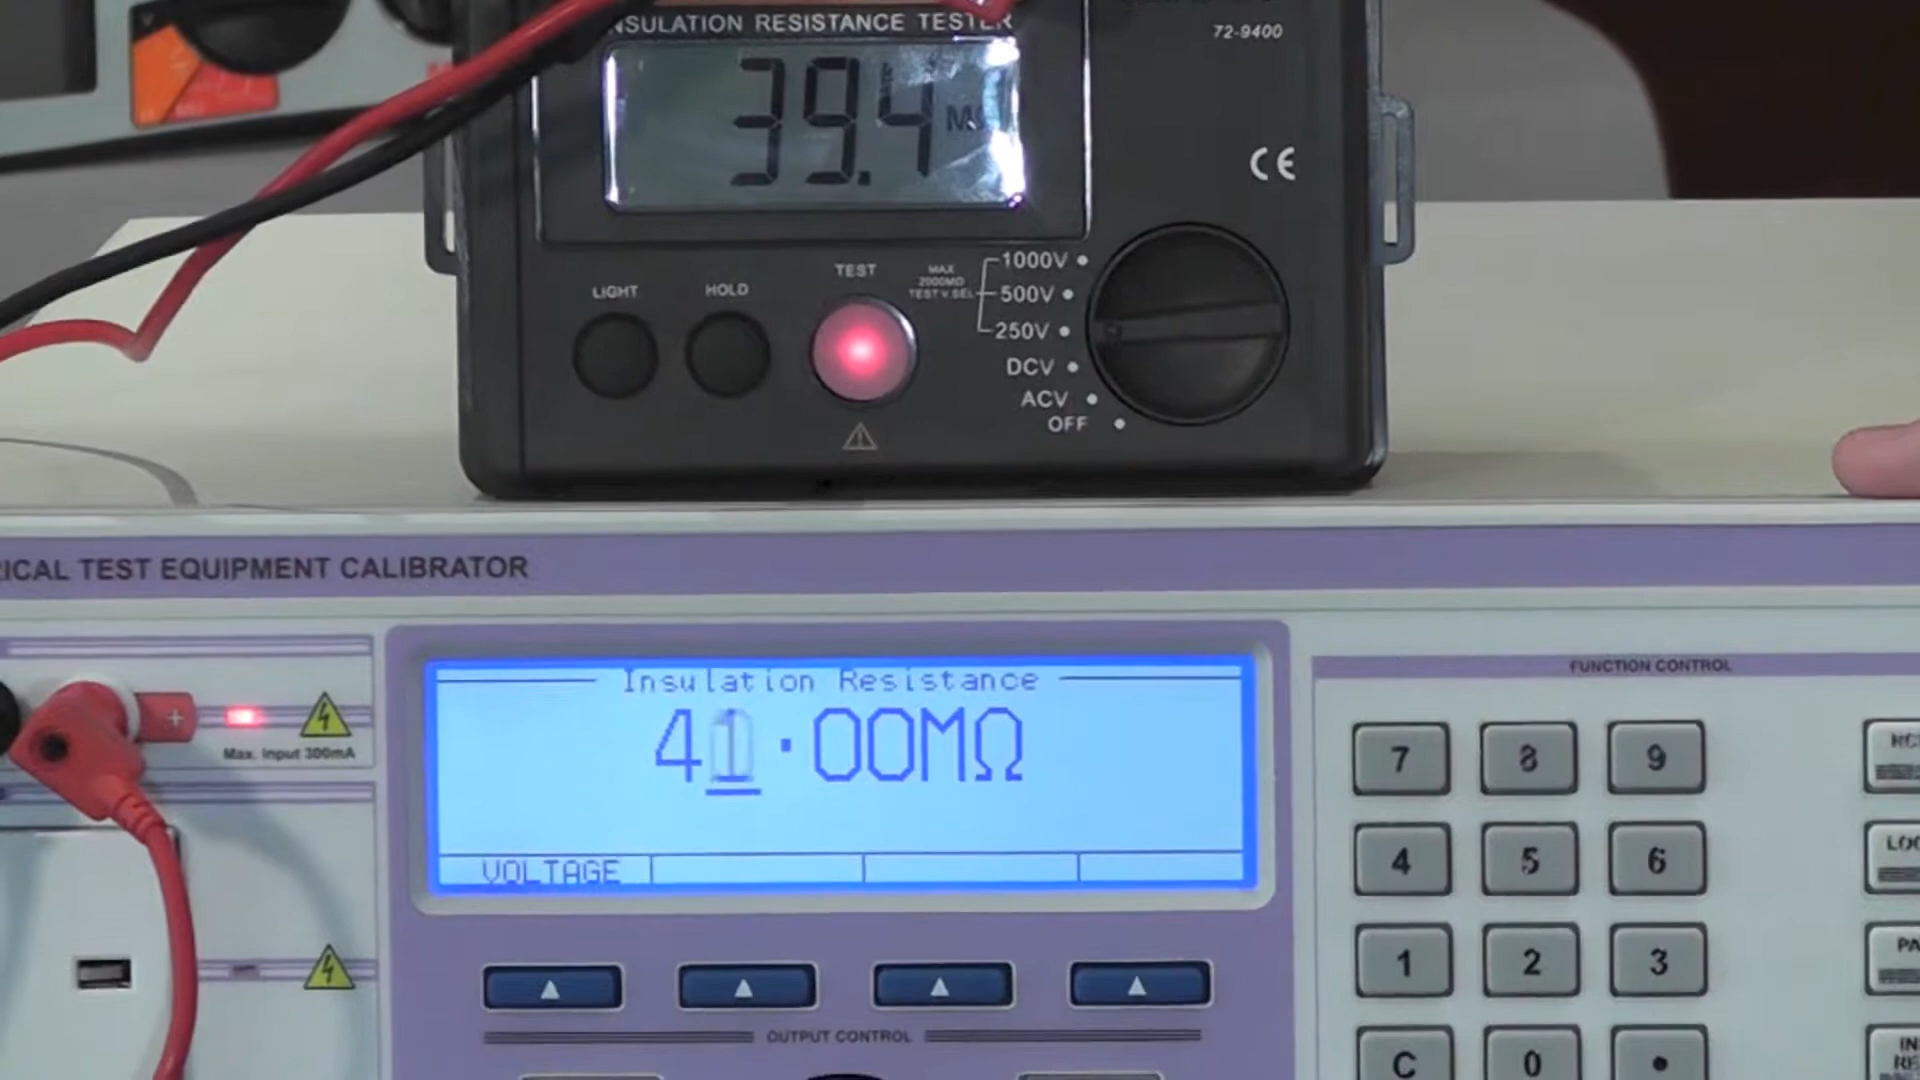 INSULATION RESISTANCE TESTER
72-9400
39.4
CE
LIGHT
HOLD
TEST
MAX
2000MΩ
TEST V.SEL
1000V
500V
250V
DCV
ACV
OFF
ICAL TEST EQUIPMENT CALIBRATOR
FUNCTION CONTROL
Max. Input 300mA
Insulation Resistance
41.00MΩ
VOLTAGE
7 8 9
4 5 6
1 2 3
C 0 •
OUTPUT CONTROL